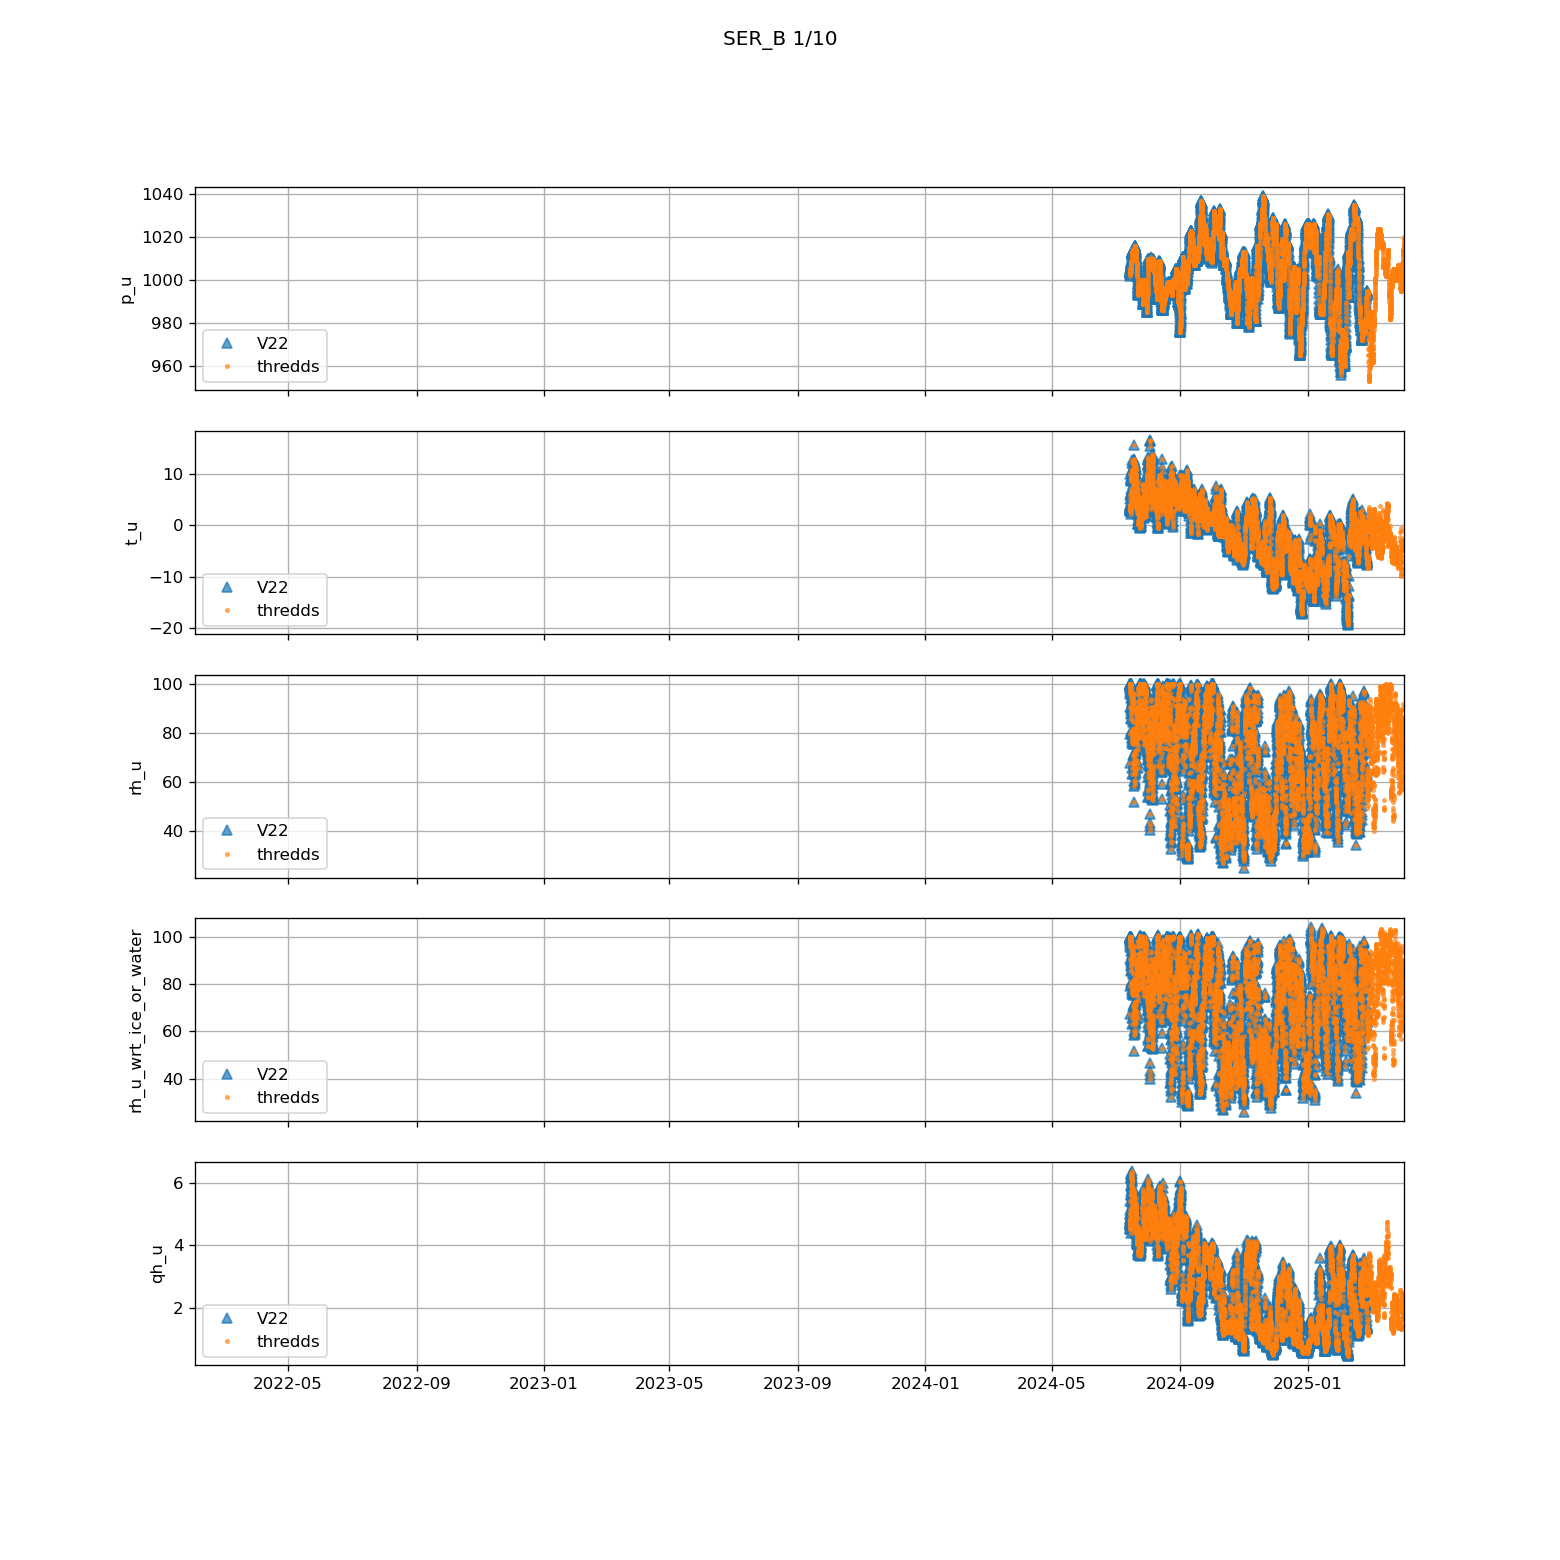 SER_B 1/10
1040
1020
1000
980
960
p_u
V22
thredds
10
0
−10
−20
t_u
V22
thredds
100
80
60
40
rh_u
V22
thredds
100
80
60
40
rh_u_wrt_ice_or_water
V22
thredds
6
4
2
qh_u
V22
thredds
2022-05 2022-09 2023-01 2023-05 2023-09 2024-01 2024-05 2024-09 2025-01